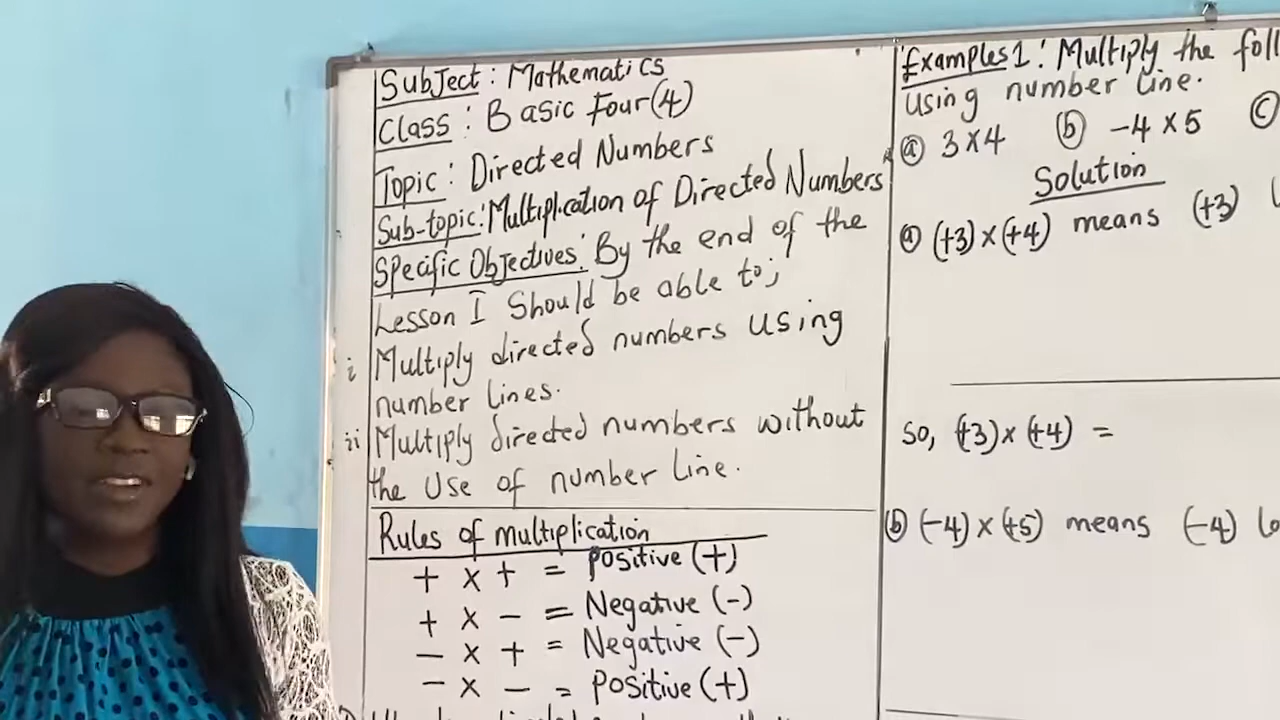 Subject: Mathematics
Class: Basic Four (4)
Topic: Directed Numbers
Sub-topic: Multiplication of Directed Numbers
Specific Objectives: By the end of the
Lesson I Should be able to;
i Multiply directed numbers using
number lines.
ii Multiply directed numbers without
the Use of number line.
Rules of multiplication
+ x + = positive (+)
+ x - = Negative (-)
- x + = Negative (-)
- x - = positive (+)
Examples 1: Multiply the
using number line.
(a) 3 x 4 (b) -4 x 5 (c)
Solution
(a) (+3) x (+4) means (+3)
So, (+3) x (+4) =
(b) (-4) x (+5) means (-4)